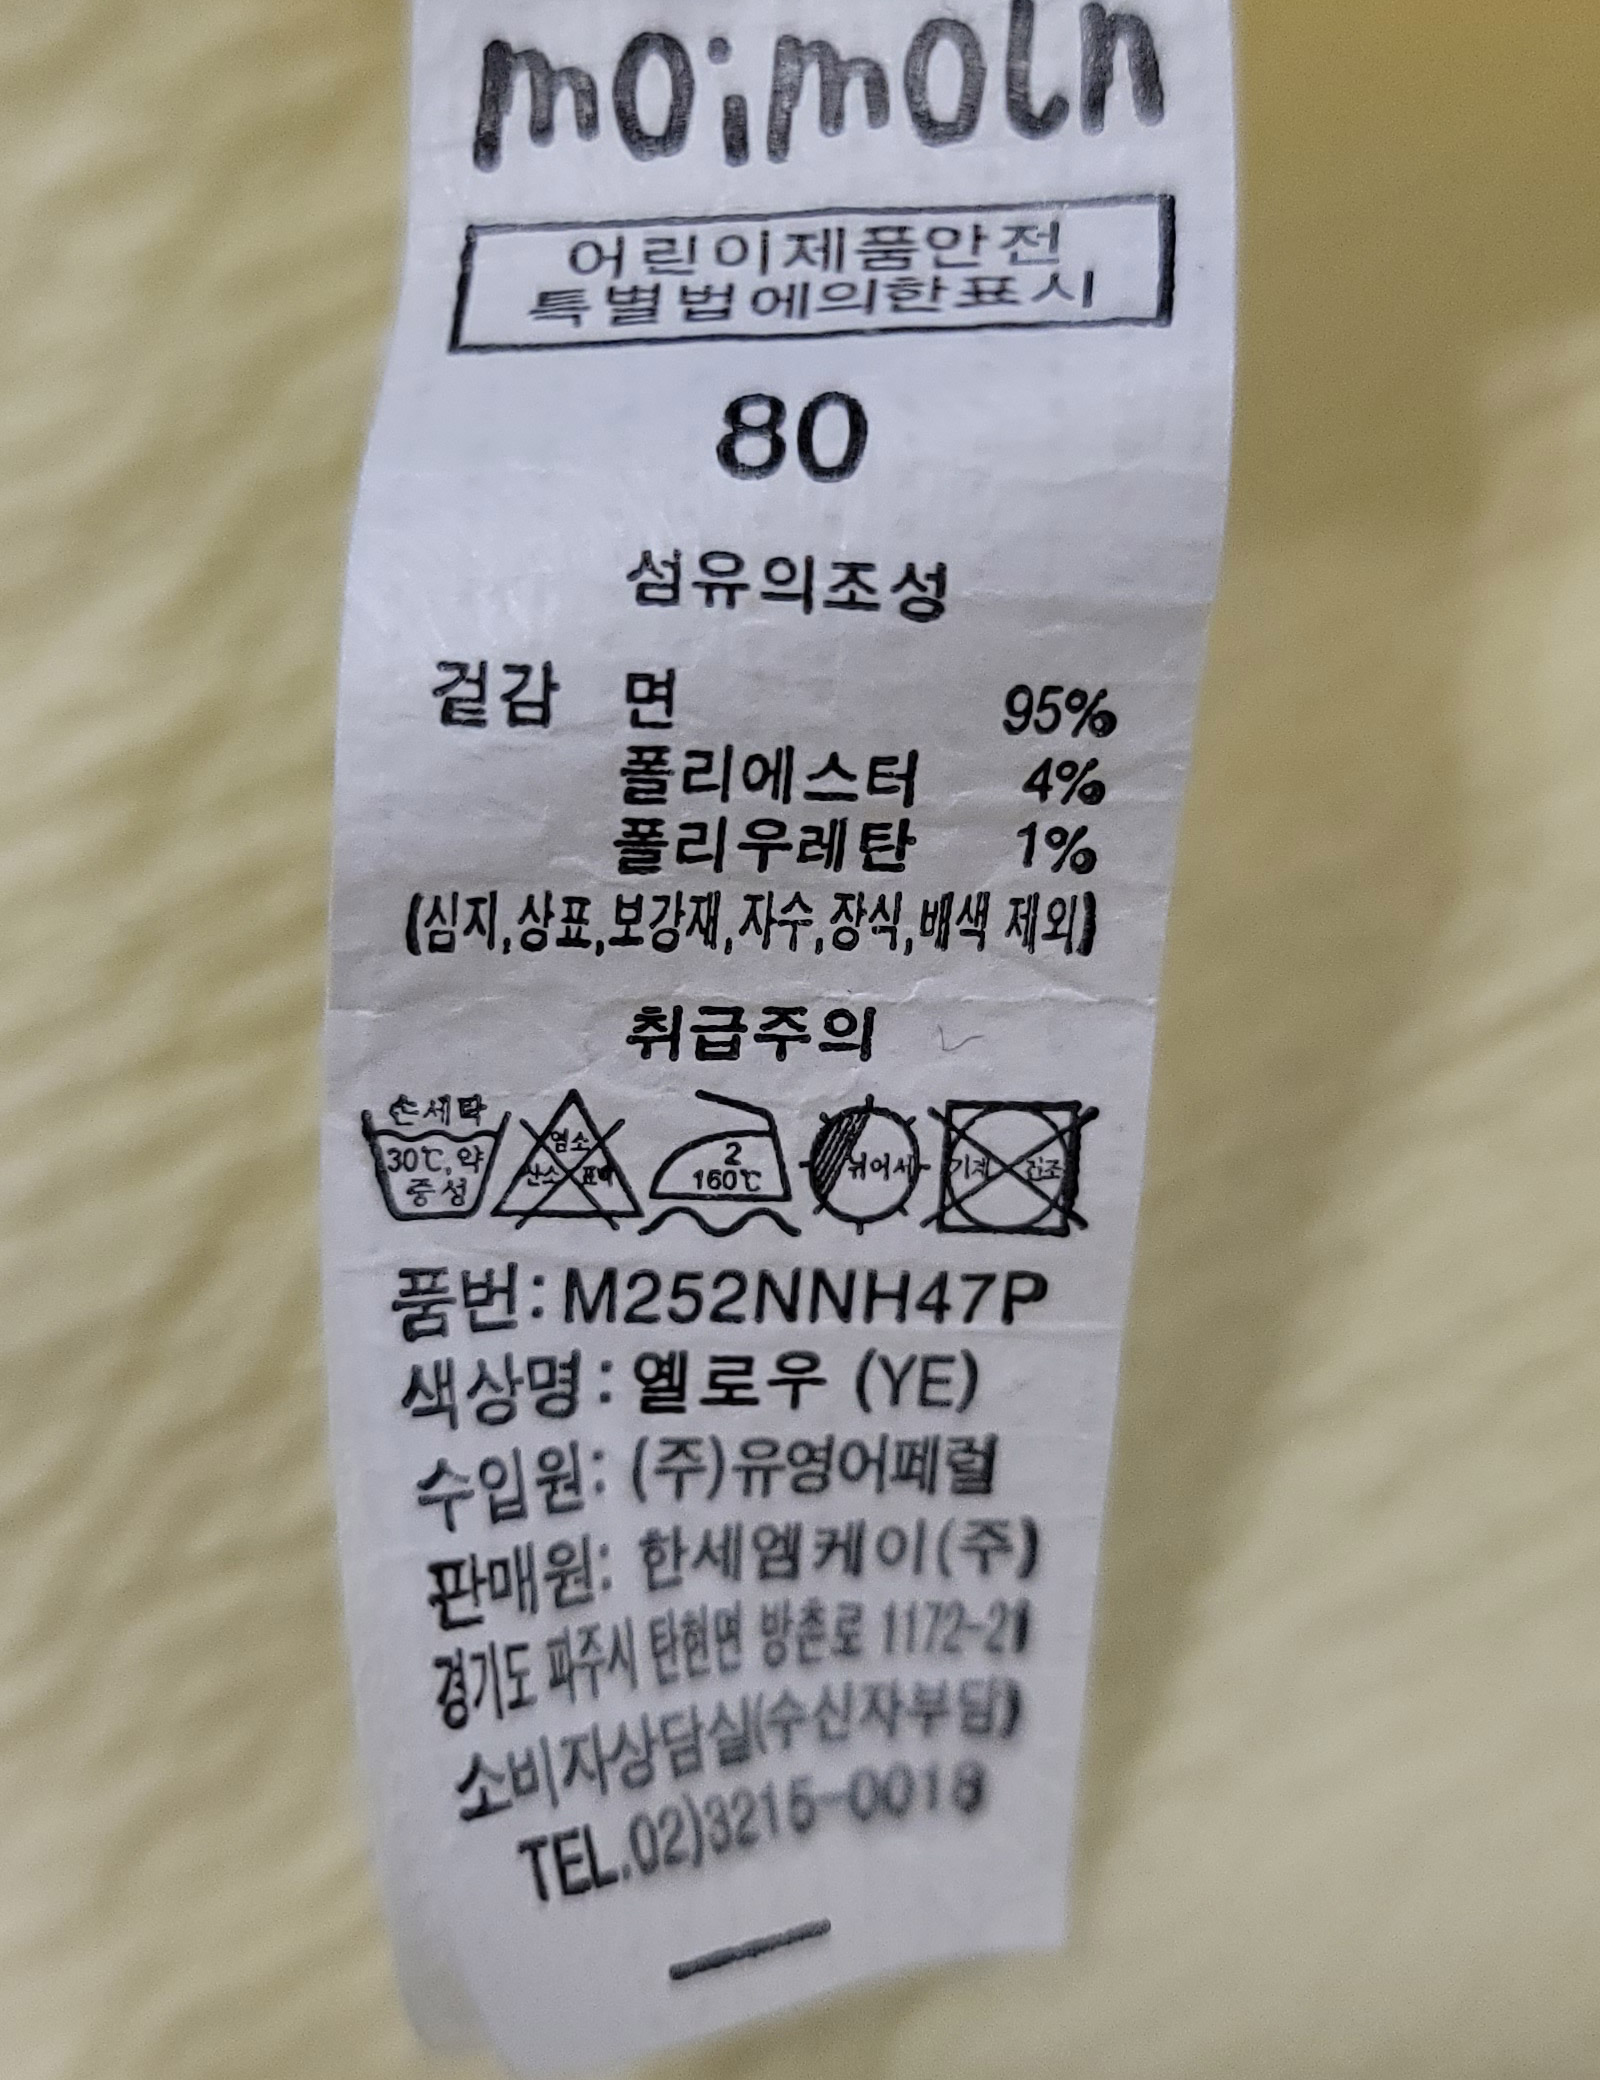 moimoln
어린이제품안전
특별법에의한표시
80
섬유의조성
겉감 면 95%
폴리에스터 4%
폴리우레탄 1%
(심지,상표,보강재,자수,장식,배색 제외)
취급주의
손세탁
30℃,약
중성
염소
산소 표백
2
160℃
뉘어서
기계 건조
품번: M252NNNH47P
색상명: 옐로우 (YE)
수입원: (주)유영어페럴
판매원: 한세엠케이(주)
경기도 파주시 탄현면 방촌로 1172-21
소비자상담실(수신자부담)
TEL.02)3215-0018